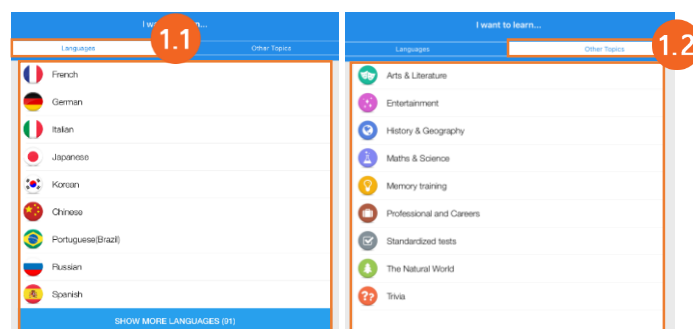 I want to learn...
Languages
Other Topics
1.1
French
German
Italian
Japanese
Korean
Chinese
Portuguese(Brazil)
Russian
Spanish
SHOW MORE LANGUAGES (91)
I want to learn...
Languages
Other Topics
1.2
Arts & Literature
Entertainment
History & Geography
Maths & Science
Memory training
Professional and Careers
Standardized tests
The Natural World
?? Trivia